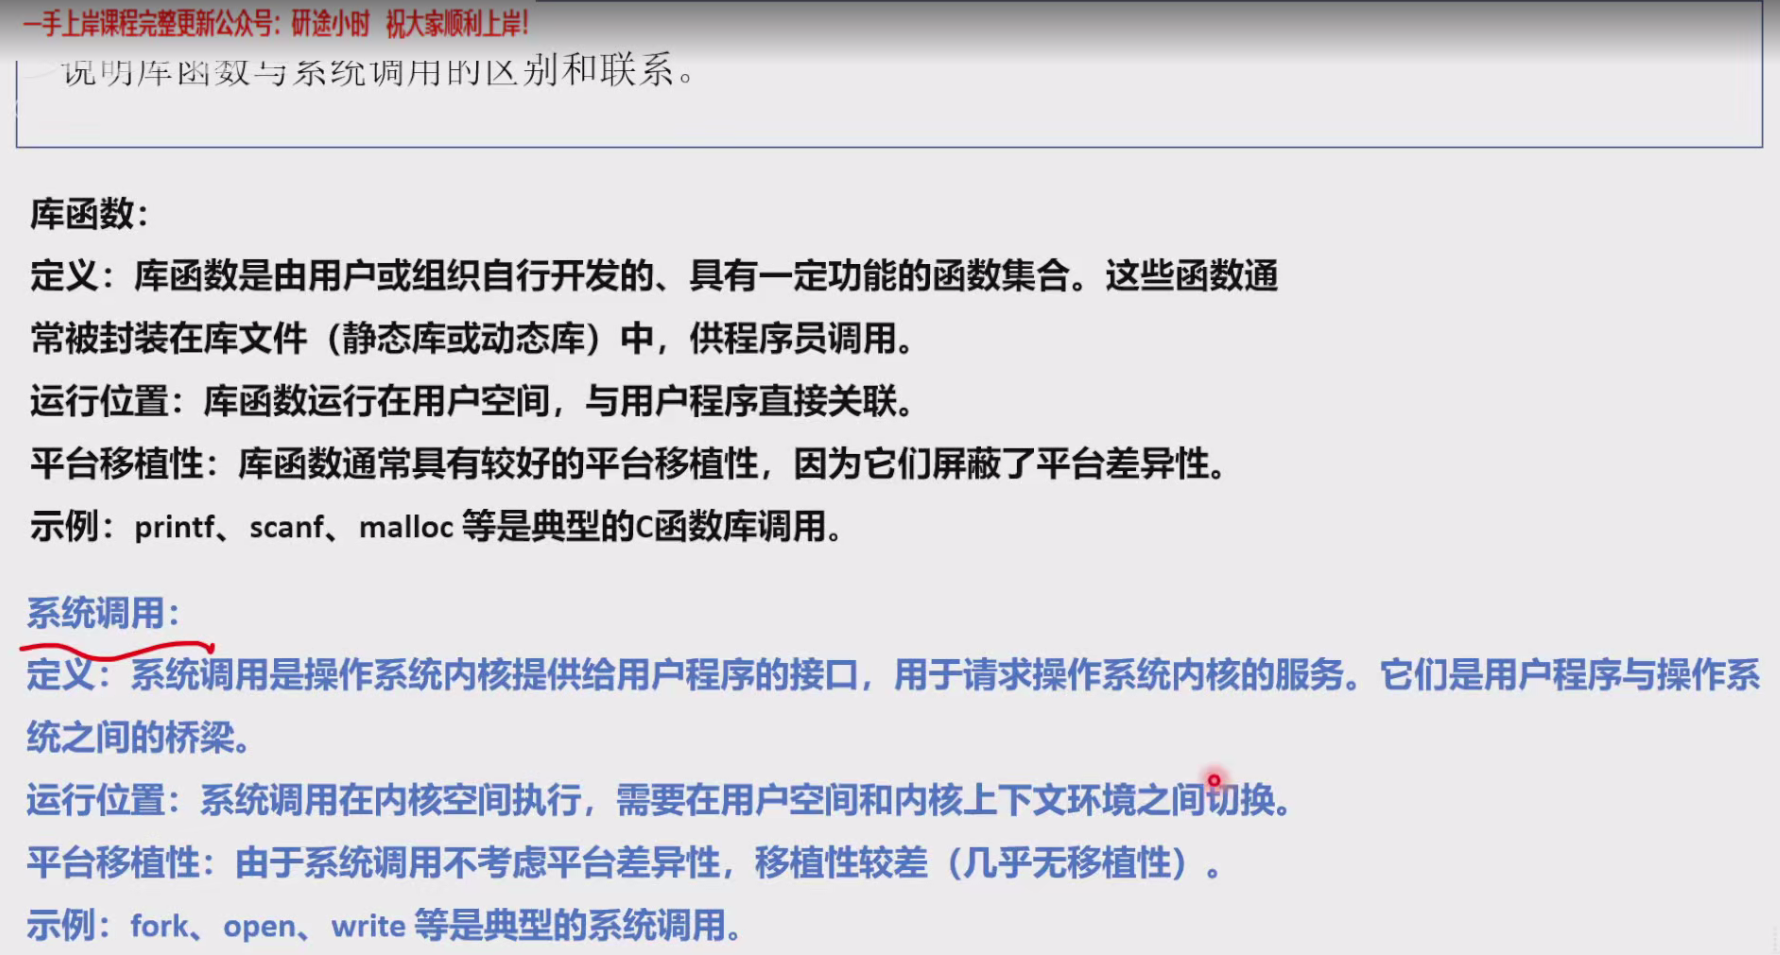 一手上岸课程完整更新公众号：研途小时 祝大家顺利上岸！
说明库函数与系统调用的区别和联系。
库函数：
定义：库函数是由用户或组织自行开发的、具有一定功能的函数集合。这些函数通
常被封装在库文件（静态库或动态库）中，供程序员调用。
运行位置：库函数运行在用户空间，与用户程序直接关联。
平台移植性：库函数通常具有较好的平台移植性，因为它们屏蔽了平台差异性。
示例：printf、scanf、malloc 等是典型的C函数库调用。
系统调用：
定义：系统调用是操作系统内核提供给用户程序的接口，用于请求操作系统内核的服务。它们是用户程序与操作系
统之间的桥梁。
运行位置：系统调用在内核空间执行，需要在用户空间和内核上下文环境之间切换。
平台移植性：由于系统调用不考虑平台差异性，移植性较差（几乎无移植性）。
示例：fork、open、write 等是典型的系统调用。